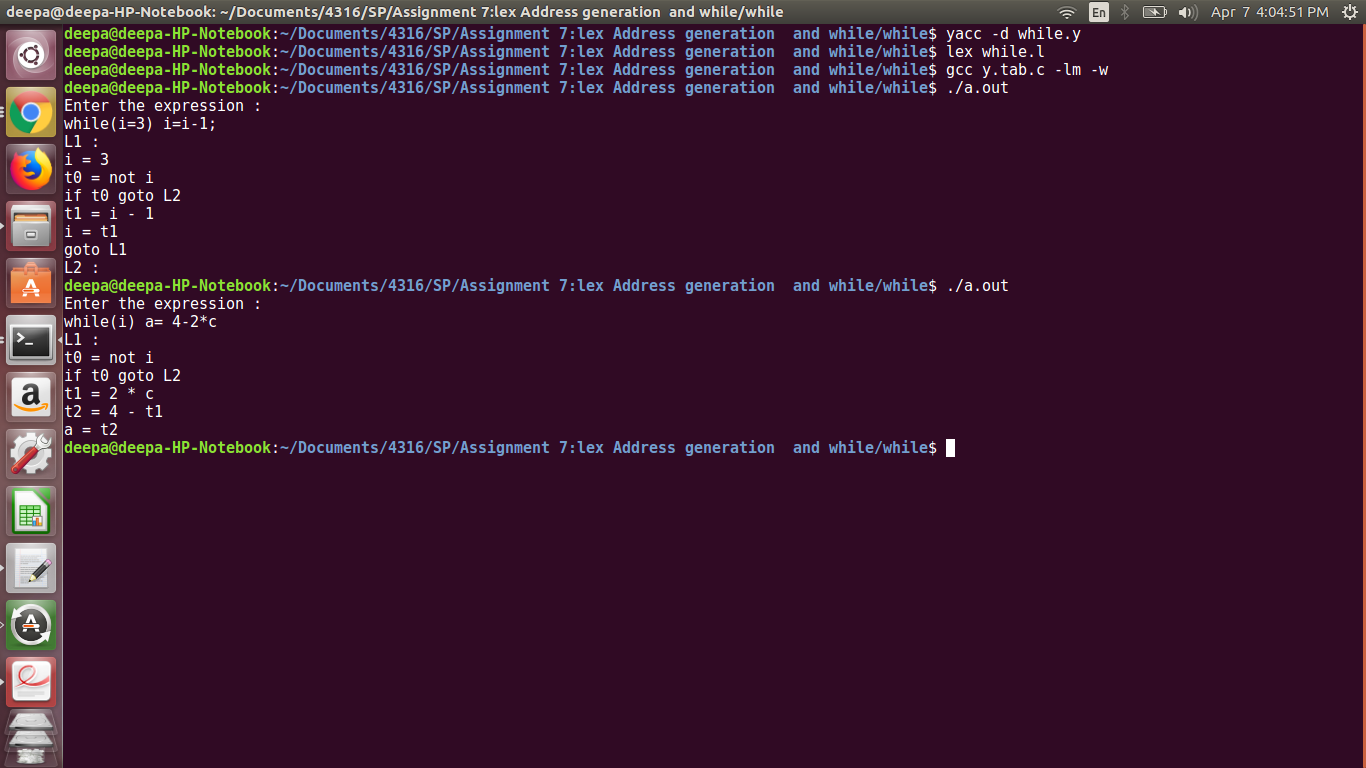 deepa@deepa-HP-Notebook: ~/Documents/4316/SP/Assignment 7:lex Address generation  and while/while En Apr 7 4:04:51 PM
deepa@deepa-HP-Notebook:~/Documents/4316/SP/Assignment 7:lex Address generation  and while/while$ yacc -d while.y
deepa@deepa-HP-Notebook:~/Documents/4316/SP/Assignment 7:lex Address generation  and while/while$ lex while.l
deepa@deepa-HP-Notebook:~/Documents/4316/SP/Assignment 7:lex Address generation  and while/while$ gcc y.tab.c -lm -w
deepa@deepa-HP-Notebook:~/Documents/4316/SP/Assignment 7:lex Address generation  and while/while$ ./a.out
Enter the expression :
while(i=3) i=i-1;
L1 :
i = 3
t0 = not i
if t0 goto L2
t1 = i - 1
i = t1
goto L1
L2 :
deepa@deepa-HP-Notebook:~/Documents/4316/SP/Assignment 7:lex Address generation  and while/while$ ./a.out
Enter the expression :
while(i) a= 4-2*c
L1 :
t0 = not i
if t0 goto L2
t1 = 2 * c
t2 = 4 - t1
a = t2
deepa@deepa-HP-Notebook:~/Documents/4316/SP/Assignment 7:lex Address generation  and while/while$